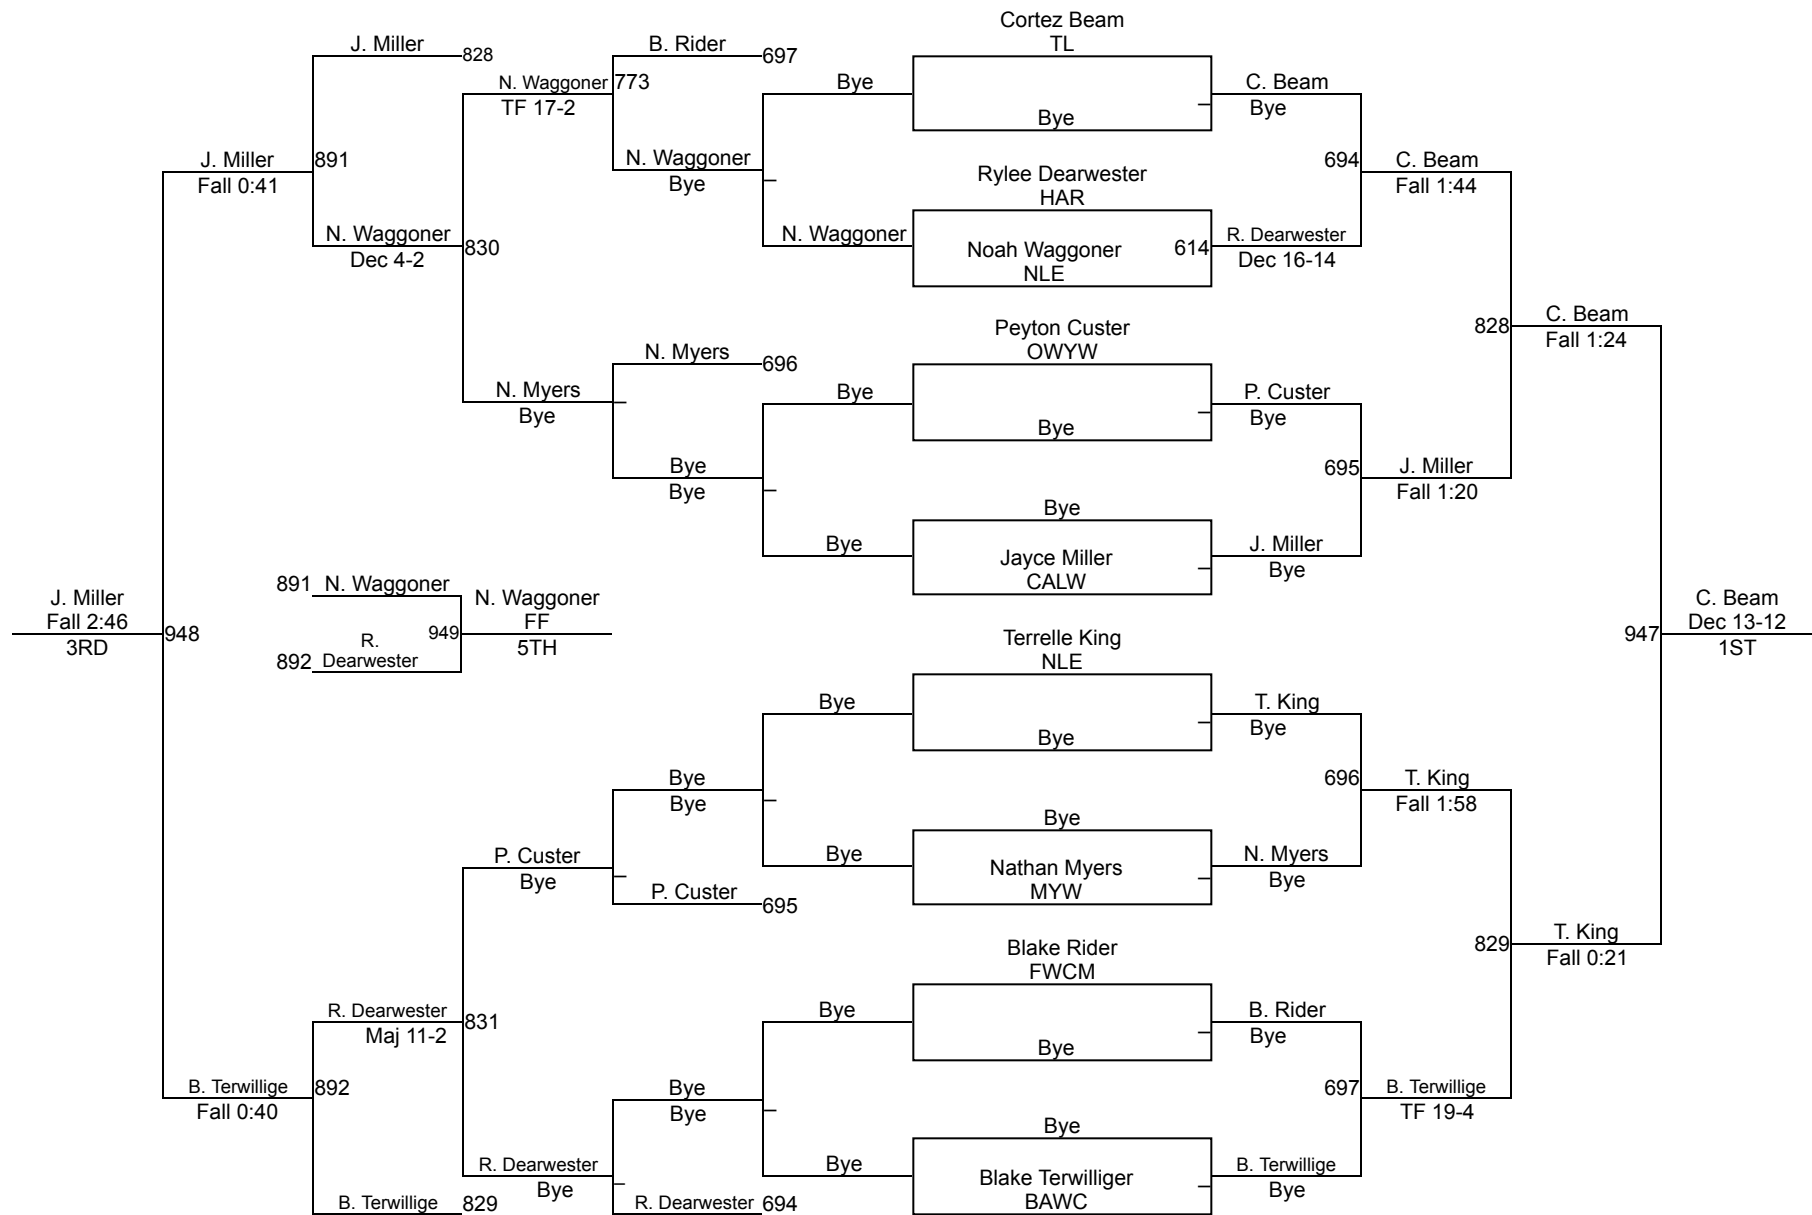 Cortez Beam
J. Miller
828
B. Rider
697
TL
N. Waggoner
773
TF 17-2
Bye
C. Beam
Bye
Bye
J. Miller
891
Fall 0:41
N. Waggoner
Bye
Rylee Dearwester
HAR
694
C. Beam
Fall 1:44
N. Waggoner
Dec 4-2
830
N. Waggoner
Noah Waggoner
NLE
614
R. Dearwester
Dec 16-14
Peyton Custer
OWYW
828
C. Beam
Fall 1:24
N. Myers
696
N. Myers
Bye
Bye
Bye
P. Custer
Bye
Bye
Bye
695
J. Miller
Fall 1:20
Bye
Bye
Jayce Miller
CALW
J. Miller
Bye
J. Miller
Fall 2:46
3RD
948
891
N. Waggoner
892
R.
Dearwester
949
N. Waggoner
FF
5TH
Terrelle King
NLE
947
C. Beam
Dec 13-12
1ST
Bye
Bye
T. King
Bye
Bye
Bye
696
T. King
Fall 1:58
Bye
Bye
Nathan Myers
MYW
N. Myers
Bye
P. Custer
Bye
P. Custer
695
Blake Rider
FWCM
829
T. King
Fall 0:21
R. Dearwester
Maj 11-2
831
Bye
Bye
B. Rider
Bye
B. Terwillige
892
Fall 0:40
Bye
Bye
697
B. Terwillige
TF 19-4
Bye
R. Dearwester
Bye
Bye
Blake Terwilliger
BAWC
B. Terwillige
Bye
B. Terwillige
829
R. Dearwester
694